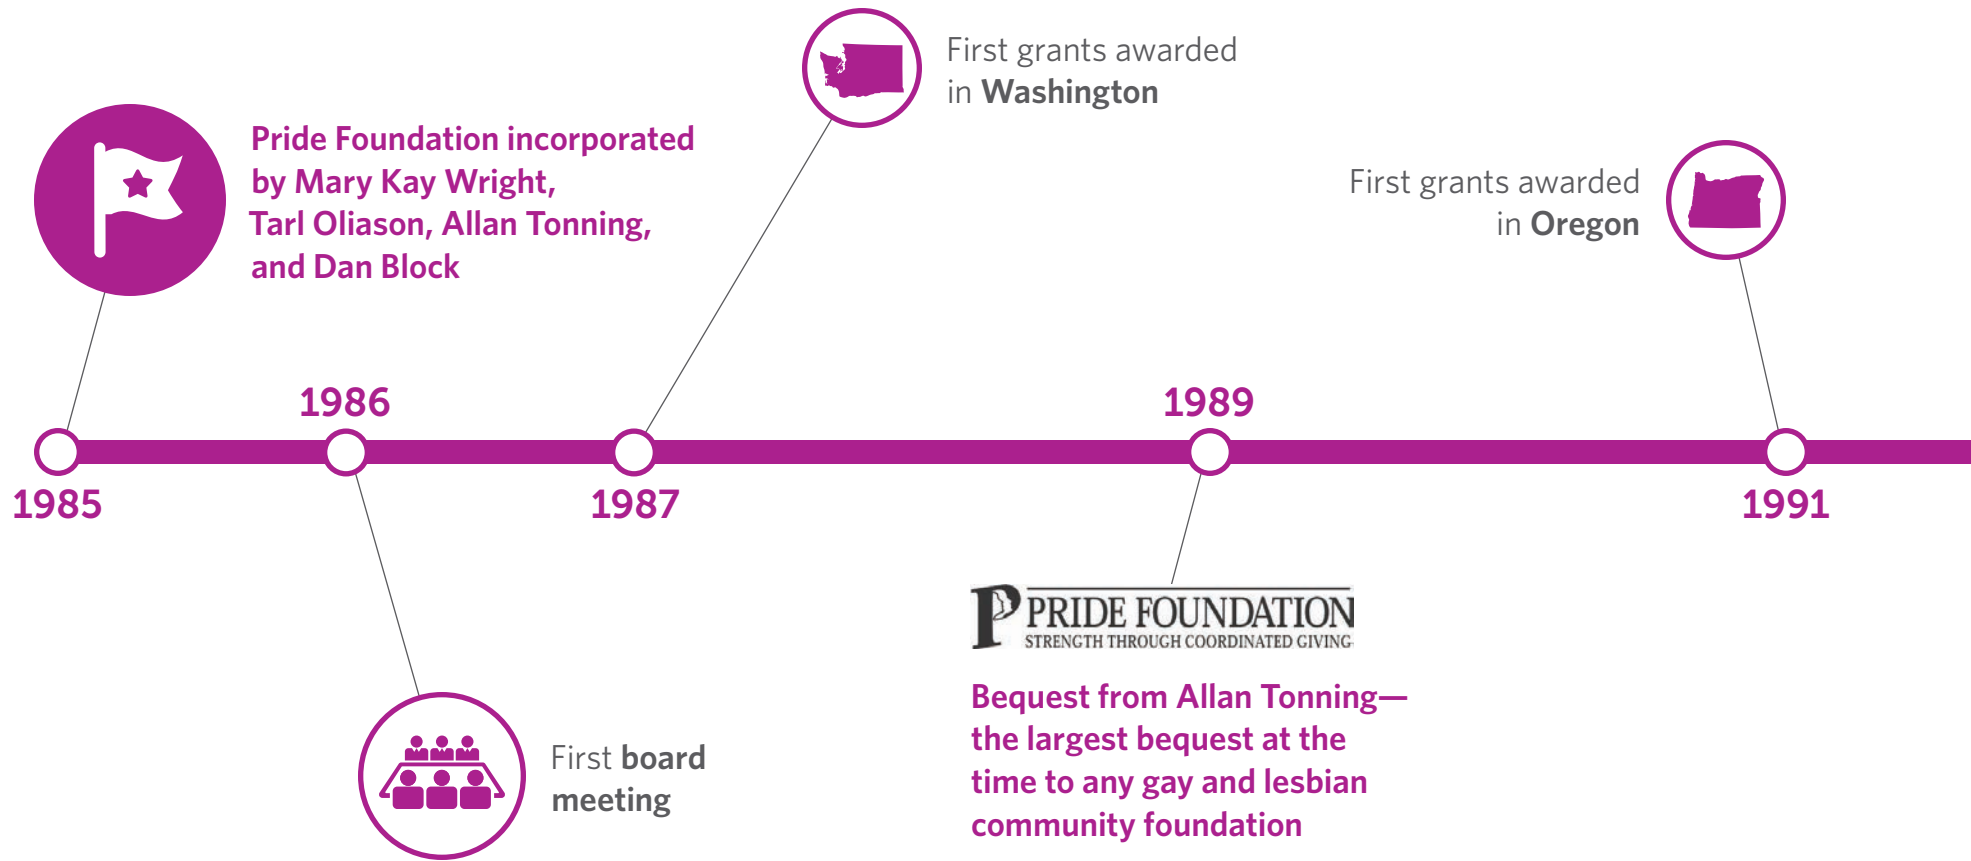 Pride Foundation incorporated
by Mary Kay Wright,
Tarl Oliason, Allan Tonning,
and Dan Block
First grants awarded
in Washington
First grants awarded
in Oregon
1986
1989
1985
1987
1991
PRIDE FOUNDATION
STRENGTH THROUGH COORDINATED GIVING
First board
meeting
Bequest from Allan Tonning—
the largest bequest at the
time to any gay and lesbian
community foundation